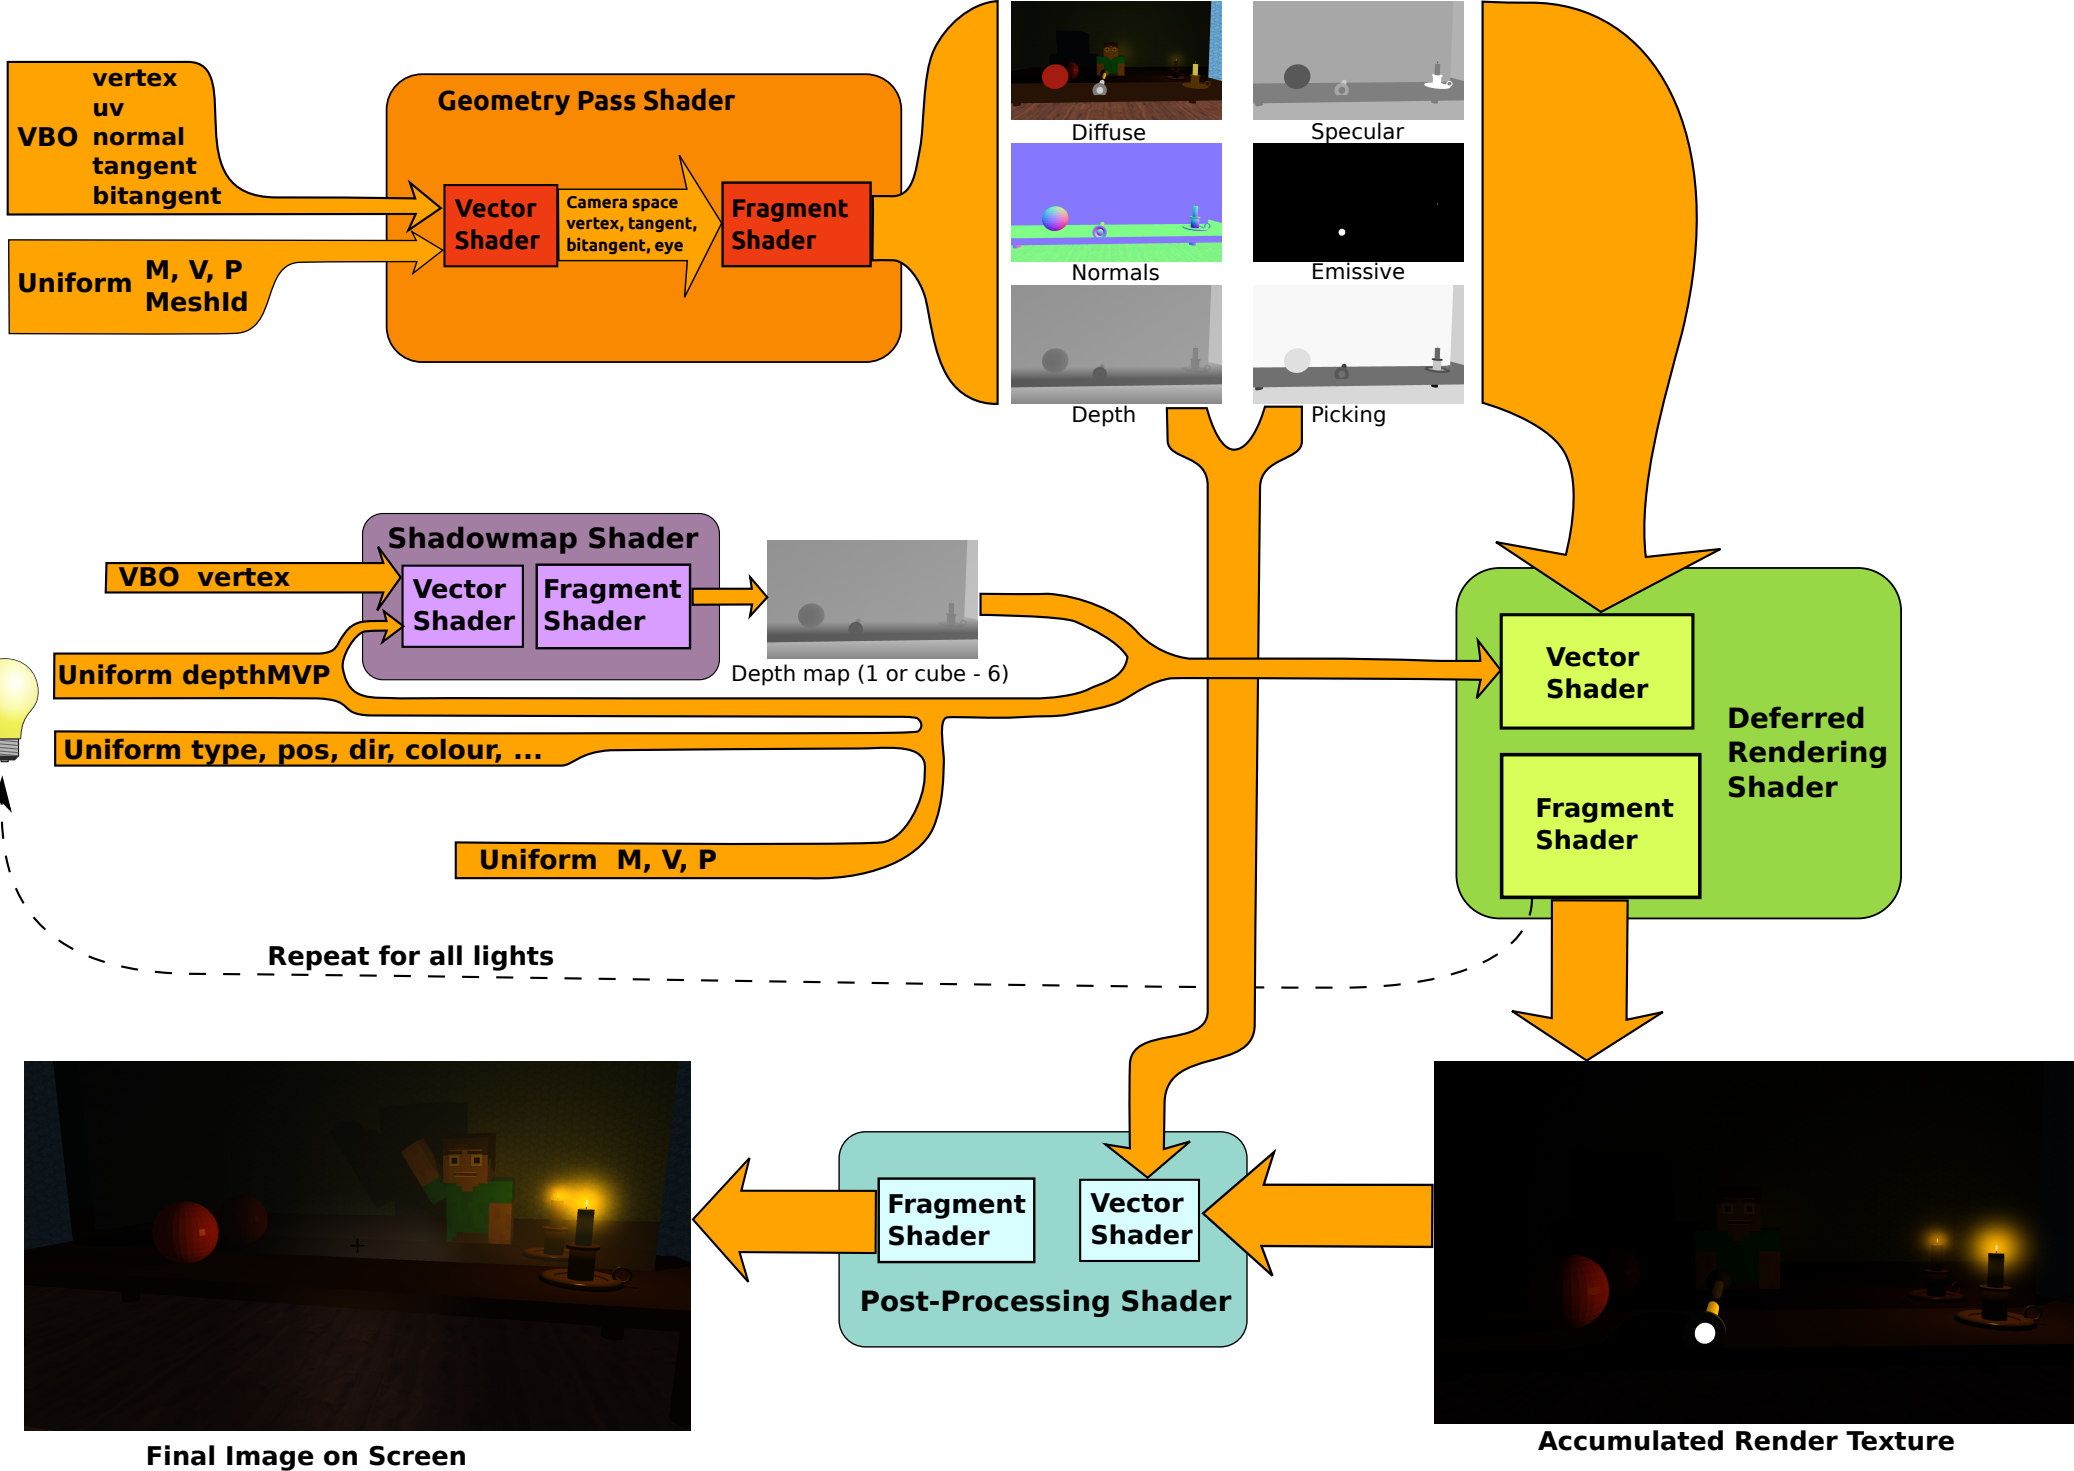 VBO
vertex
uv
normal
tangent
bitangent
Uniform
M, V, P
MeshId
Geometry Pass Shader
Vector
Shader
Camera space
vertex, tangent,
bitangent, eye
Fragment
Shader
Diffuse
Specular
Normals
Emissive
Depth
Picking
Shadowmap Shader
VBO vertex
Vector
Shader
Fragment
Shader
Uniform depthMVP
Depth map (1 or cube - 6)
Uniform type, pos, dir, colour, ...
Uniform M, V, P
Vector
Shader
Deferred
Rendering
Shader
Fragment
Shader
Repeat for all lights
Fragment
Shader
Vector
Shader
Post-Processing Shader
Final Image on Screen
Accumulated Render Texture